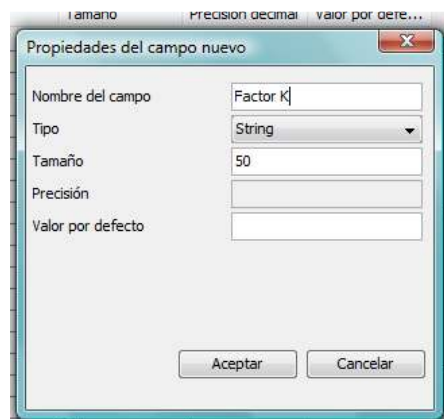 Tamaño Precisión decimal Valor por defe...
Propiedades del campo nuevo
Nombre del campo Factor K
Tipo String
Tamaño 50
Precisión
Valor por defecto
Aceptar Cancelar